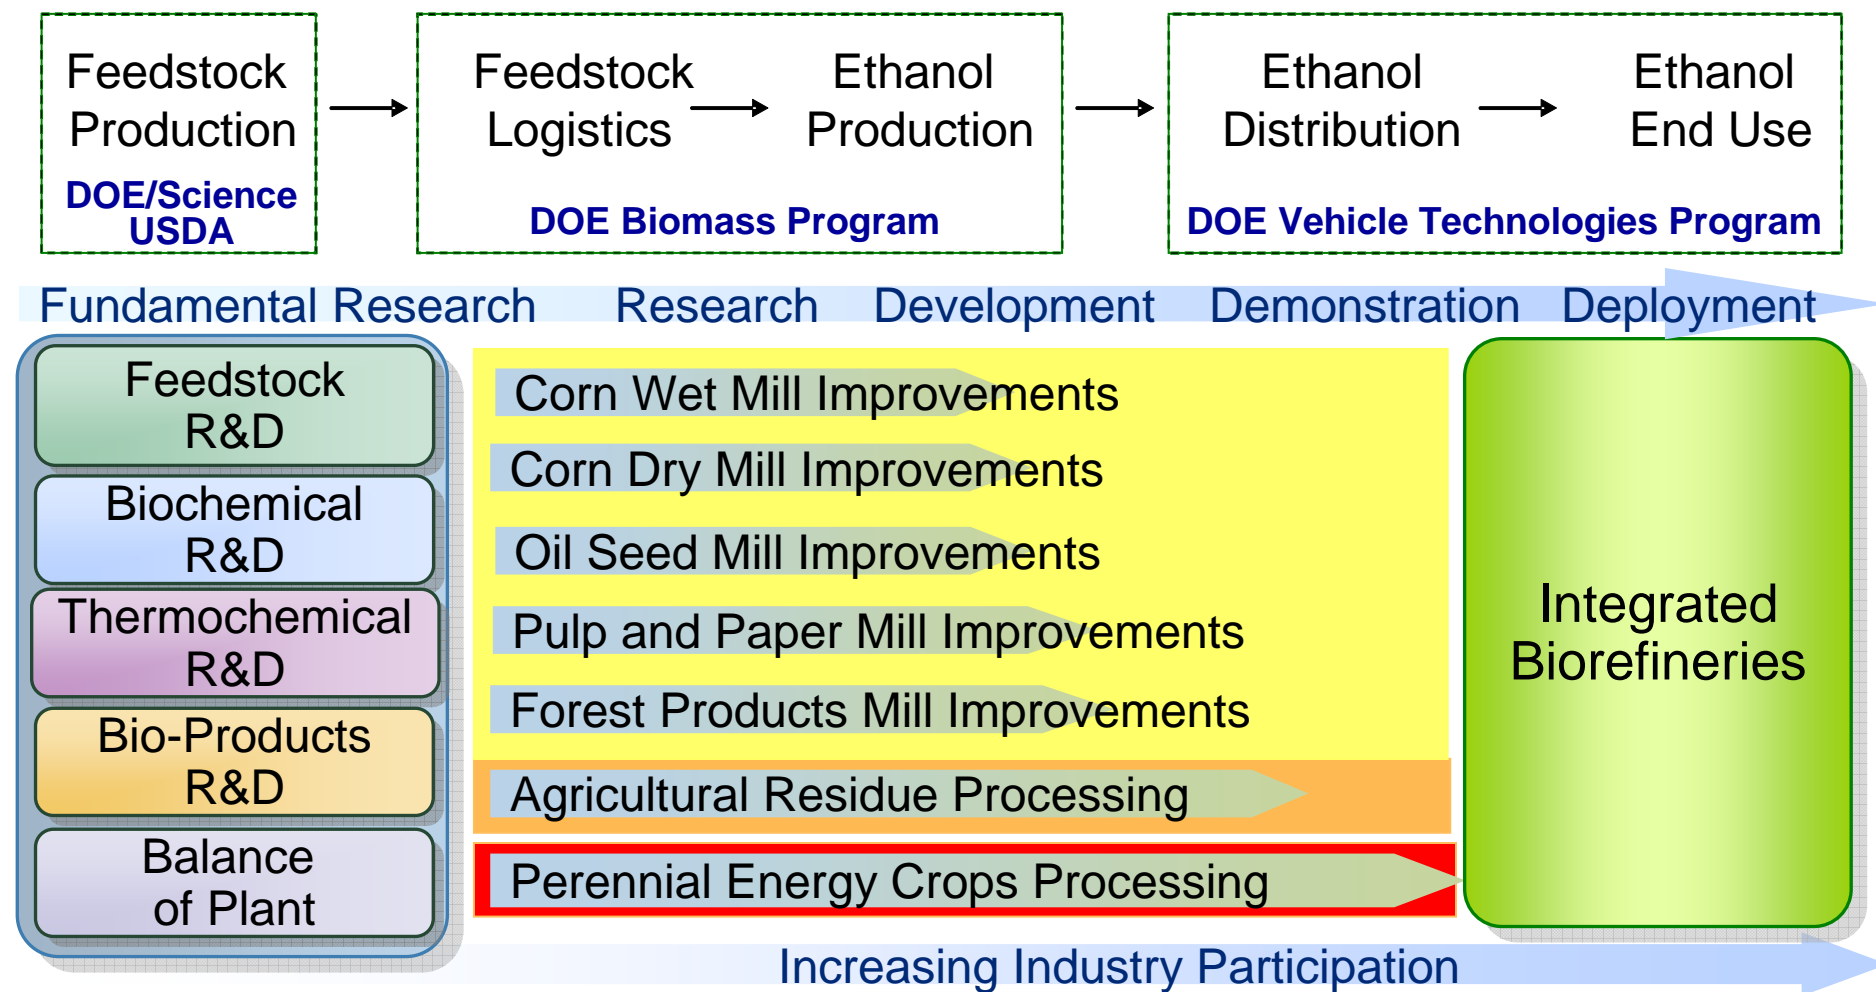 Feedstock
Production
DOE/Science
USDA
Feedstock
Logistics
Ethanol
Production
DOE Biomass Program
Ethanol
Distribution
Ethanol
End Use
DOE Vehicle Technologies Program
Fundamental Research Research Development Demonstration Deployment
Feedstock
R&D
Biochemical
R&D
Thermochemical
R&D
Bio-Products
R&D
Balance
of Plant
Corn Wet Mill Improvements
Corn Dry Mill Improvements
Oil Seed Mill Improvements
Pulp and Paper Mill Improvements
Forest Products Mill Improvements
Agricultural Residue Processing
Perennial Energy Crops Processing
Integrated
Biorefineries
Increasing Industry Participation